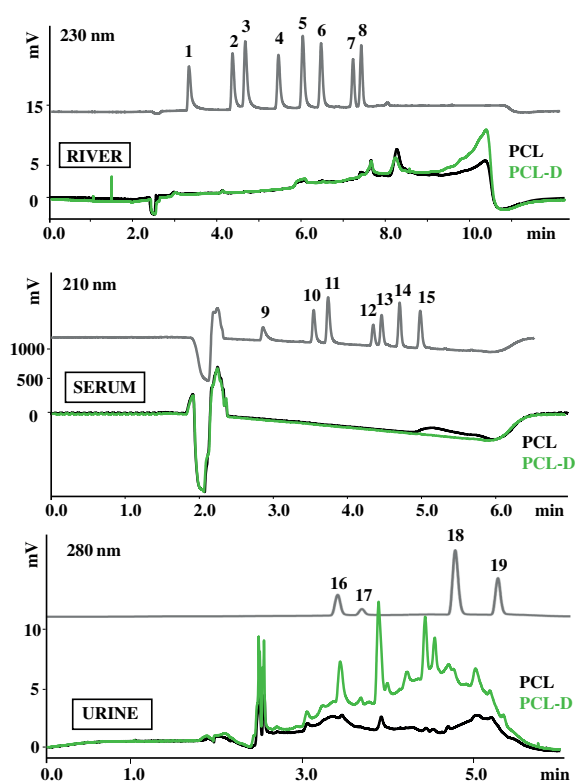 mV
230 nm
1 2 3 4 5 6 7 8
15
5
0
RIVER
PCL
PCL-D
0.0 2.0 4.0 6.0 8.0 10.0 min
mV
210 nm
9 10 11 12 13 14 15
1000
500
0
SERUM
PCL
PCL-D
0.0 1.0 2.0 3.0 4.0 5.0 6.0 min
mV
280 nm
16 17 18 19
10
5
0
URINE
PCL
PCL-D
1.0 3.0 5.0 min